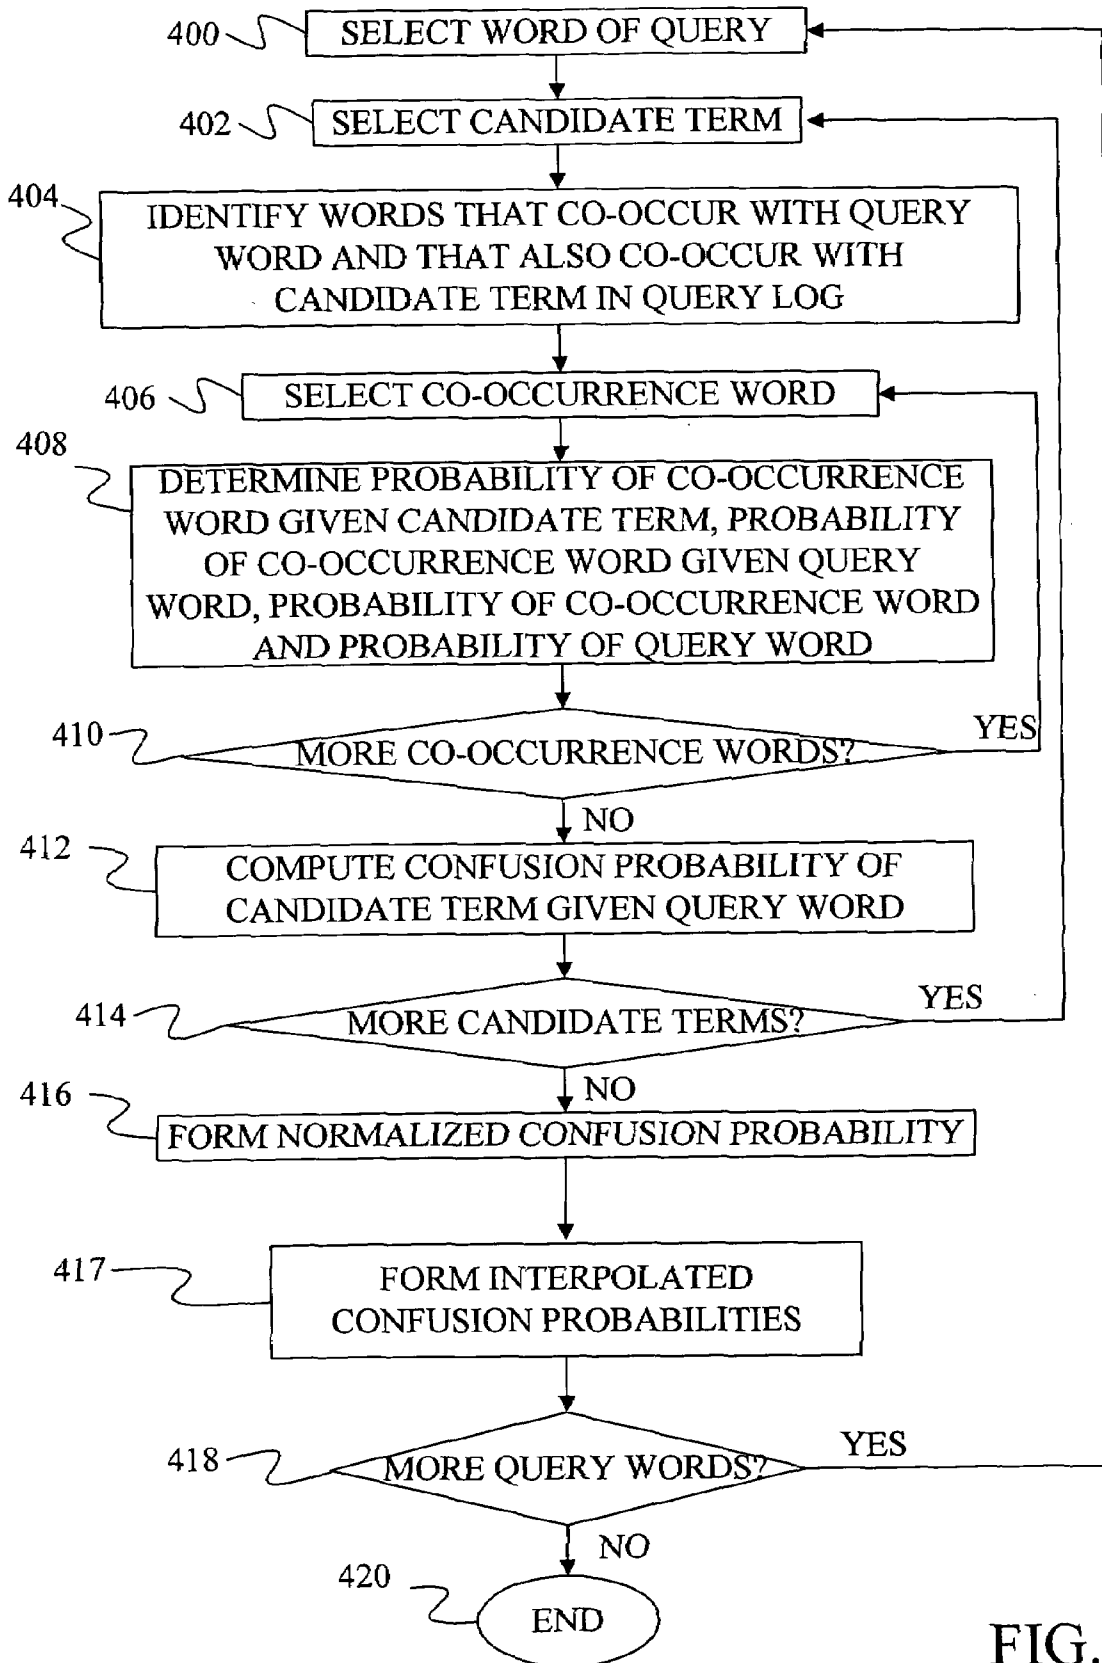 400
SELECT WORD OF QUERY
402
SELECT CANDIDATE TERM
404
IDENTIFY WORDS THAT CO-OCCUR WITH QUERY
WORD AND THAT ALSO CO-OCCUR WITH
CANDIDATE TERM IN QUERY LOG
406
SELECT CO-OCCURRENCE WORD
408
DETERMINE PROBABILITY OF CO-OCCURRENCE
WORD GIVEN CANDIDATE TERM, PROBABILITY
OF CO-OCCURRENCE WORD GIVEN QUERY
WORD, PROBABILITY OF CO-OCCURRENCE WORD
AND PROBABILITY OF QUERY WORD
410
MORE CO-OCCURRENCE WORDS?
YES
NO
412
COMPUTE CONFUSION PROBABILITY OF
CANDIDATE TERM GIVEN QUERY WORD
414
MORE CANDIDATE TERMS?
YES
NO
416
FORM NORMALIZED CONFUSION PROBABILITY
417
FORM INTERPOLATED
CONFUSION PROBABILITIES
418
MORE QUERY WORDS?
YES
NO
420
END
FIG.